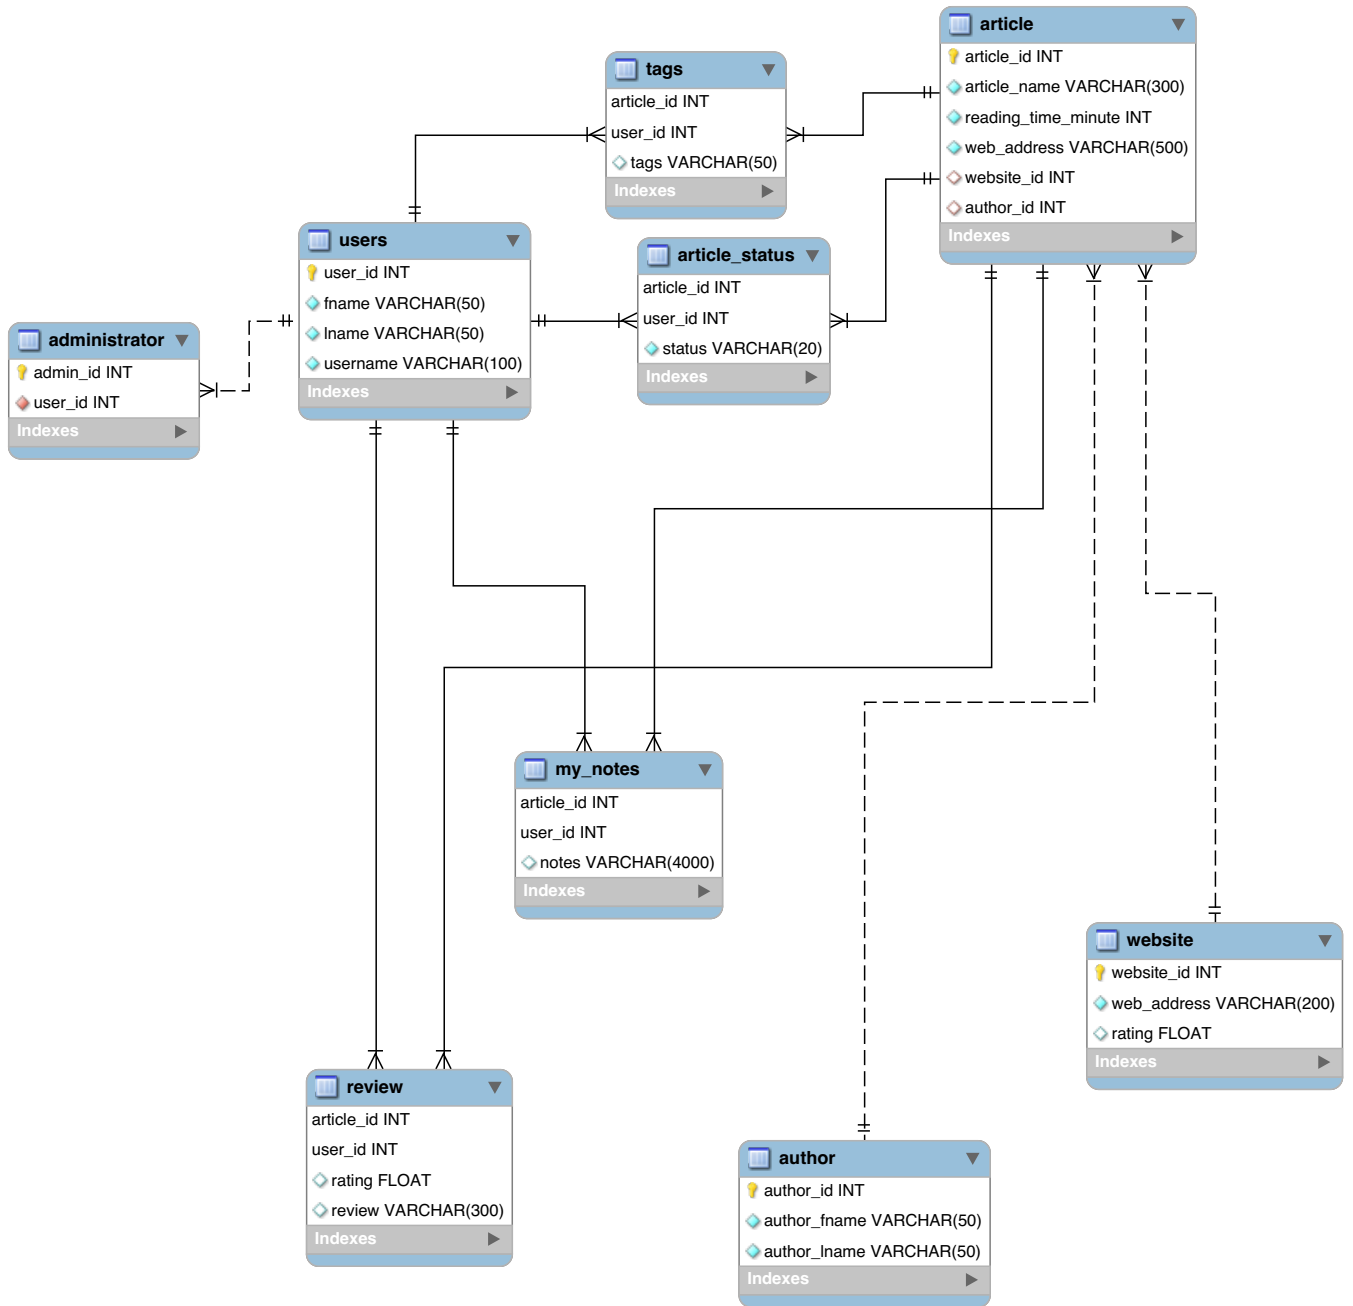 article
article_id INT
article_name VARCHAR(300)
reading_time_minute INT
web_address VARCHAR(500)
website_id INT
author_id INT
Indexes
tags
article_id INT
user_id INT
tags VARCHAR(50)
Indexes
users
user_id INT
fname VARCHAR(50)
lname VARCHAR(50)
username VARCHAR(100)
Indexes
article_status
article_id INT
user_id INT
status VARCHAR(20)
Indexes
administrator
admin_id INT
user_id INT
Indexes
my_notes
article_id INT
user_id INT
notes VARCHAR(4000)
Indexes
website
website_id INT
web_address VARCHAR(200)
rating FLOAT
Indexes
review
article_id INT
user_id INT
rating FLOAT
review VARCHAR(300)
Indexes
author
author_id INT
author_fname VARCHAR(50)
author_lname VARCHAR(50)
Indexes